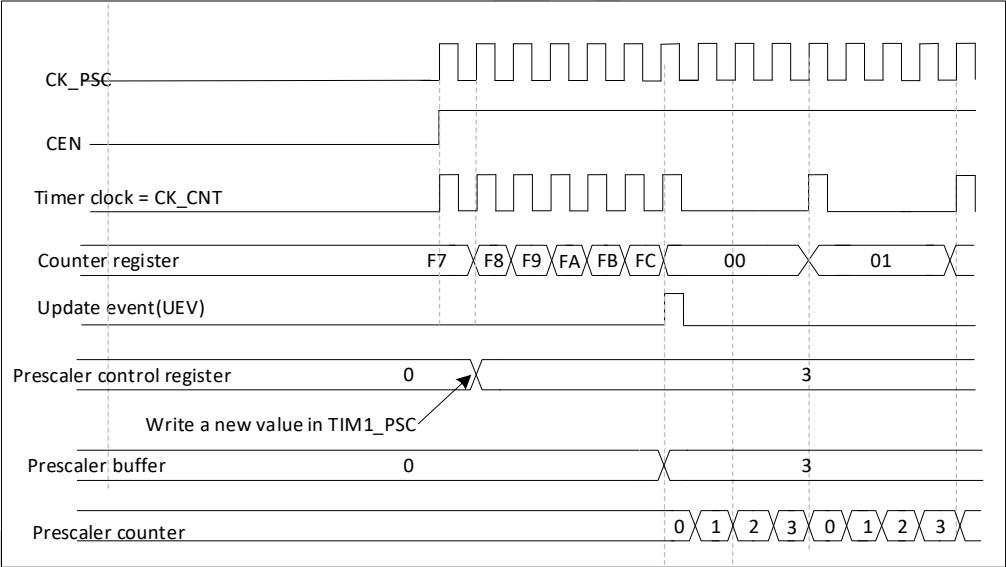 CK_PSC
CEN
Timer clock = CK_CNT
Counter register F7 F8 F9 FA FB FC 00 01
Update event(UEV)
Prescaler control register 0 3
Write a new value in TIM1_PSC
Prescaler buffer 0 3
Prescaler counter 0 1 2 3 0 1 2 3